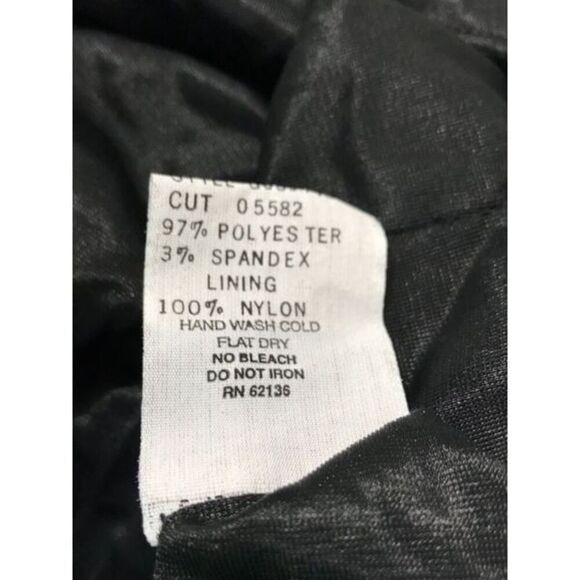 CUT 05582
97% POLYESTER
3% SPANDEX
LINING
100% NYLON
HAND WASH COLD
FLAT DRY
NO BLEACH
DO NOT IRON
RN 62136